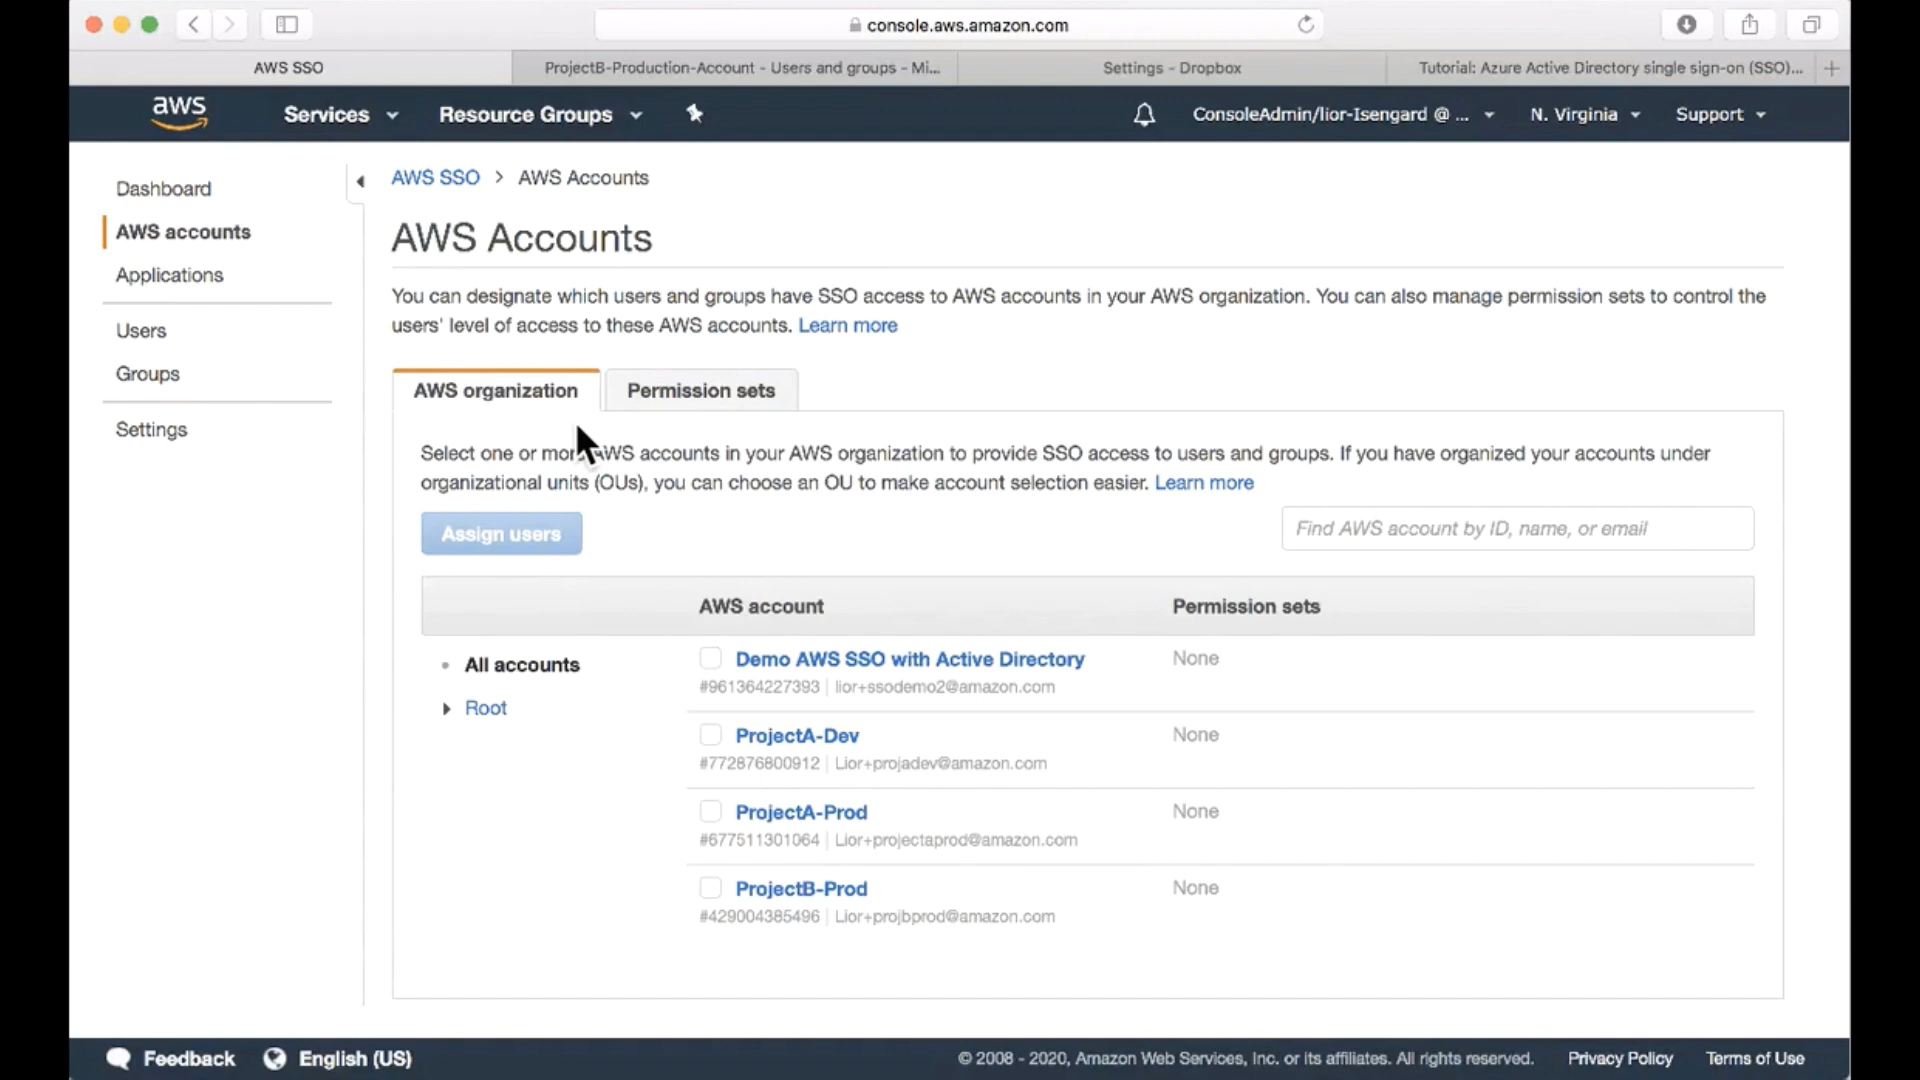 console.aws.amazon.com
AWS SSO
ProjectB-Production-Account - Users and groups - Mi...
Settings - Dropbox
Tutorial: Azure Active Directory single sign-on (SSO)...
aws
Services
Resource Groups
ConsoleAdmin/lior-Isengard @ ...
N. Virginia
Support
Dashboard
AWS accounts
Applications
Users
Groups
Settings
AWS SSO > AWS Accounts
AWS Accounts
You can designate which users and groups have SSO access to AWS accounts in your AWS organization. You can also manage permission sets to control the
users' level of access to these AWS accounts. Learn more
AWS organization
Permission sets
Select one or more AWS accounts in your AWS organization to provide SSO access to users and groups. If you have organized your accounts under
organizational units (OUs), you can choose an OU to make account selection easier. Learn more
Assign users
Find AWS account by ID, name, or email
AWS account
Permission sets
All accounts
Root
Demo AWS SSO with Active Directory
None
#961364227393 | lior+ssodemo2@amazon.com
ProjectA-Dev
None
#772876800912 | Lior+projadev@amazon.com
ProjectA-Prod
None
#677511301064 | Lior+projectaprod@amazon.com
ProjectB-Prod
None
#429004385496 | Lior+projbprod@amazon.com
Feedback
English (US)
© 2008 - 2020, Amazon Web Services, Inc. or its affiliates. All rights reserved.
Privacy Policy
Terms of Use